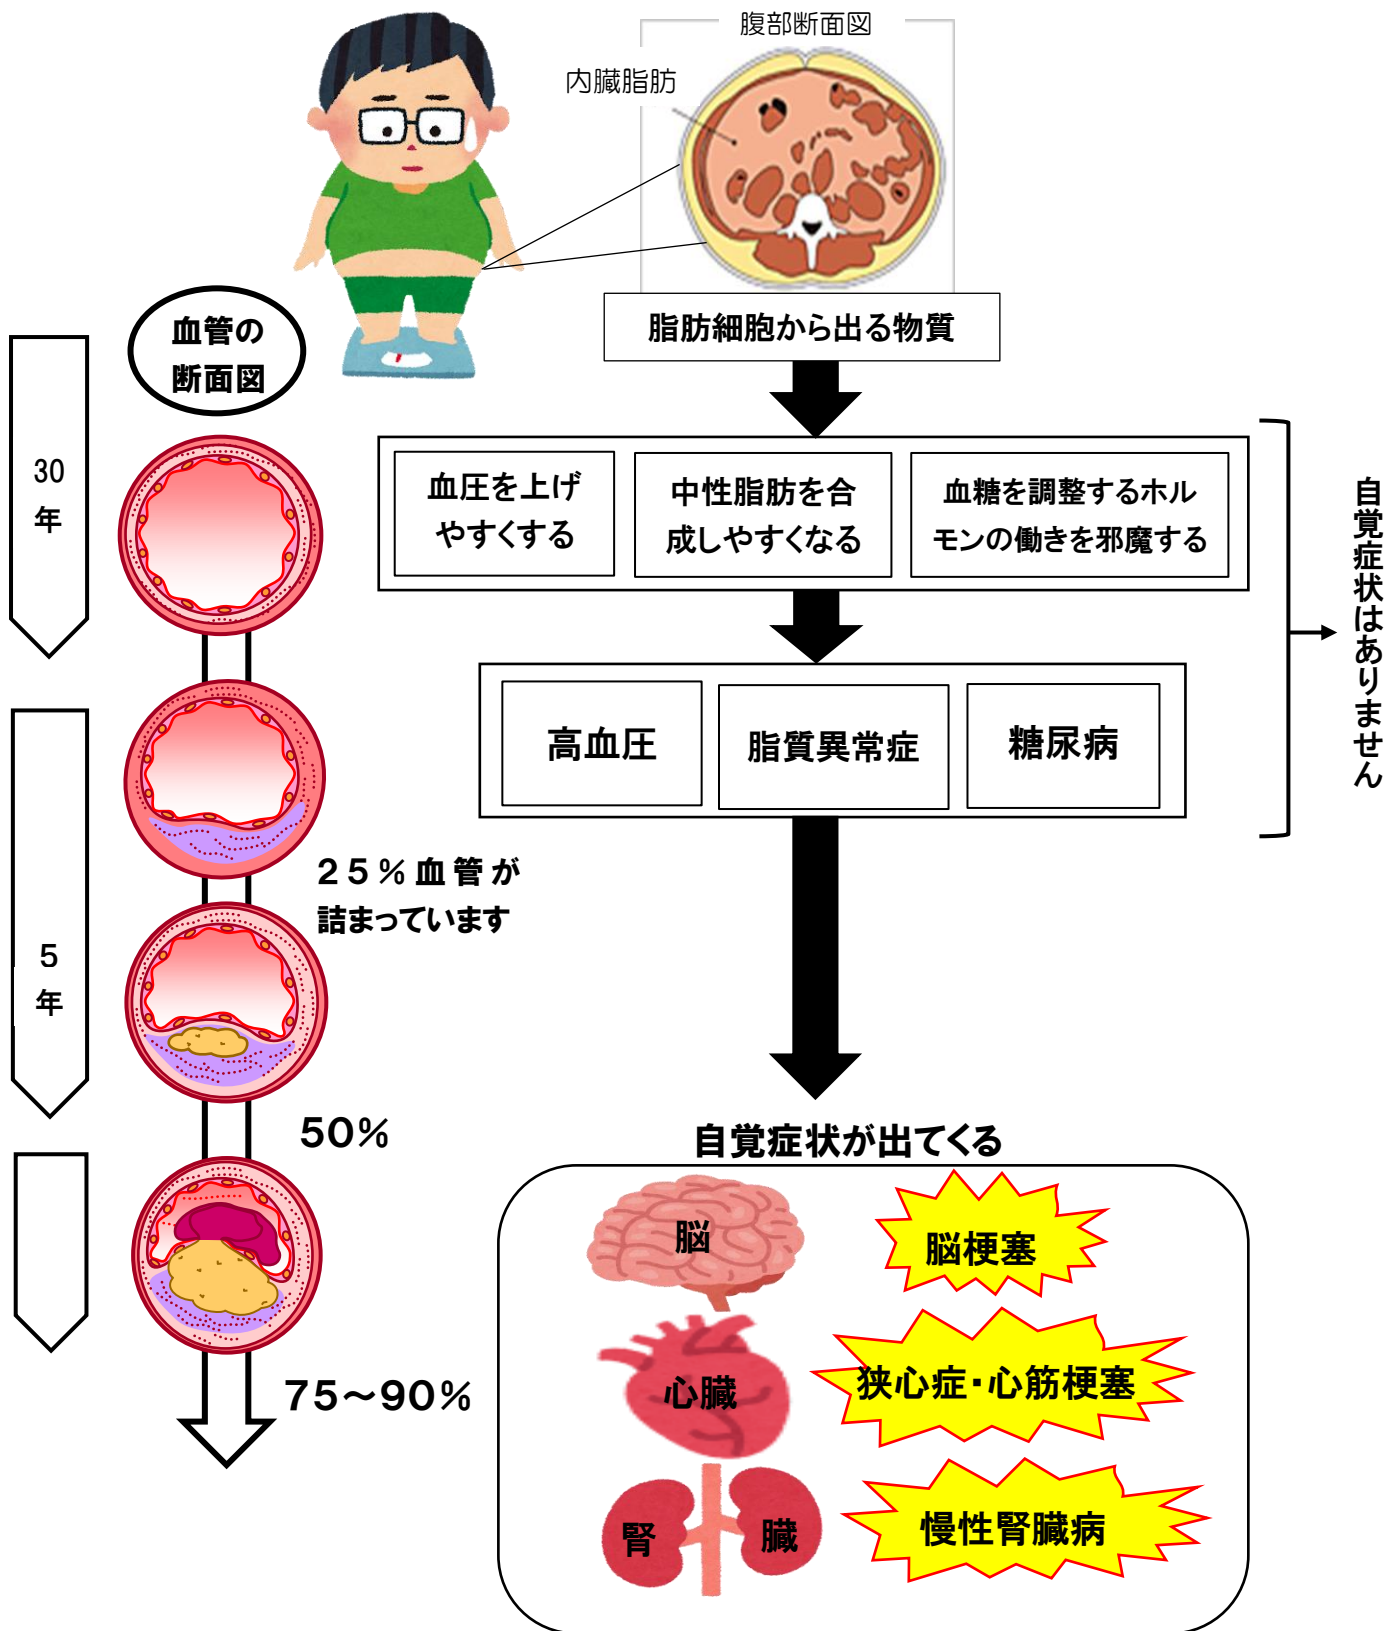 腹部断面図
内臓脂肪
脂肪細胞から出る物質
血管の
断面図
30
年
血圧を上げ
やすくする
中性脂肪を合
成しやすくなる
血糖を調整するホル
モンの働きを邪魔する
自覚症状はありません
高血圧
脂質異常症
糖尿病
25%血管が
詰まっています
5
年
50%
自覚症状が出てくる
脳
脳梗塞
心臓
狭心症・心筋梗塞
75～90%
腎 臓
慢性腎臓病